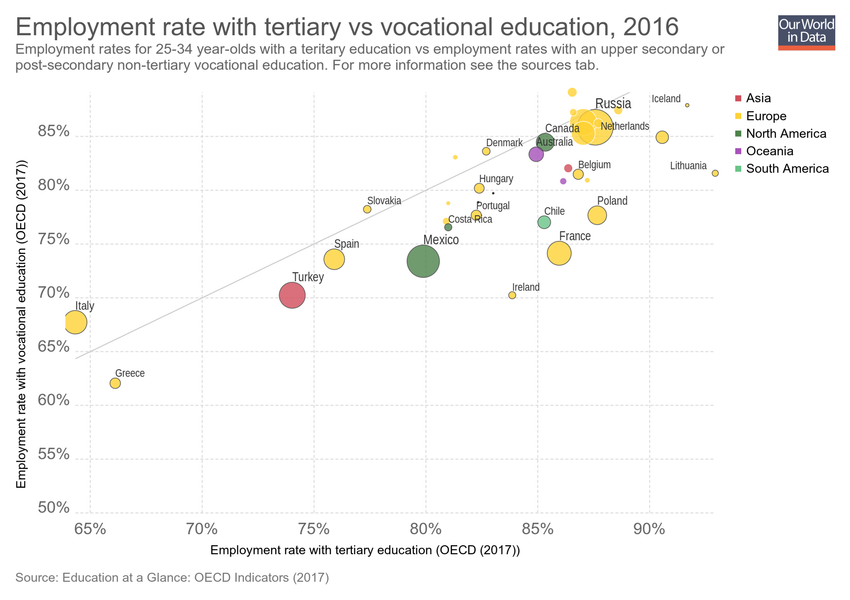 Employment rate with tertiary vs vocational education, 2016
Our World
in Data
Employment rates for 25-34 year-olds with a teritary education vs employment rates with an upper secondary or
post-secondary non-tertiary vocational education. For more information see the sources tab.
Employment rate with vocational education (OECD (2017))
85%
80%
75%
70%
65%
60%
55%
50%
Russia
Iceland
Canada
Netherlands
Australia
Denmark
Belgium
Lithuania
Hungary
Slovakia
Portugal
Poland
Costa Rica
Chile
Spain
Mexico
France
Turkey
Ireland
Italy
Greece
65%
70%
75%
80%
85%
90%
Employment rate with tertiary education (OECD (2017))
Asia
Europe
North America
Oceania
South America
Source: Education at a Glance: OECD Indicators (2017)